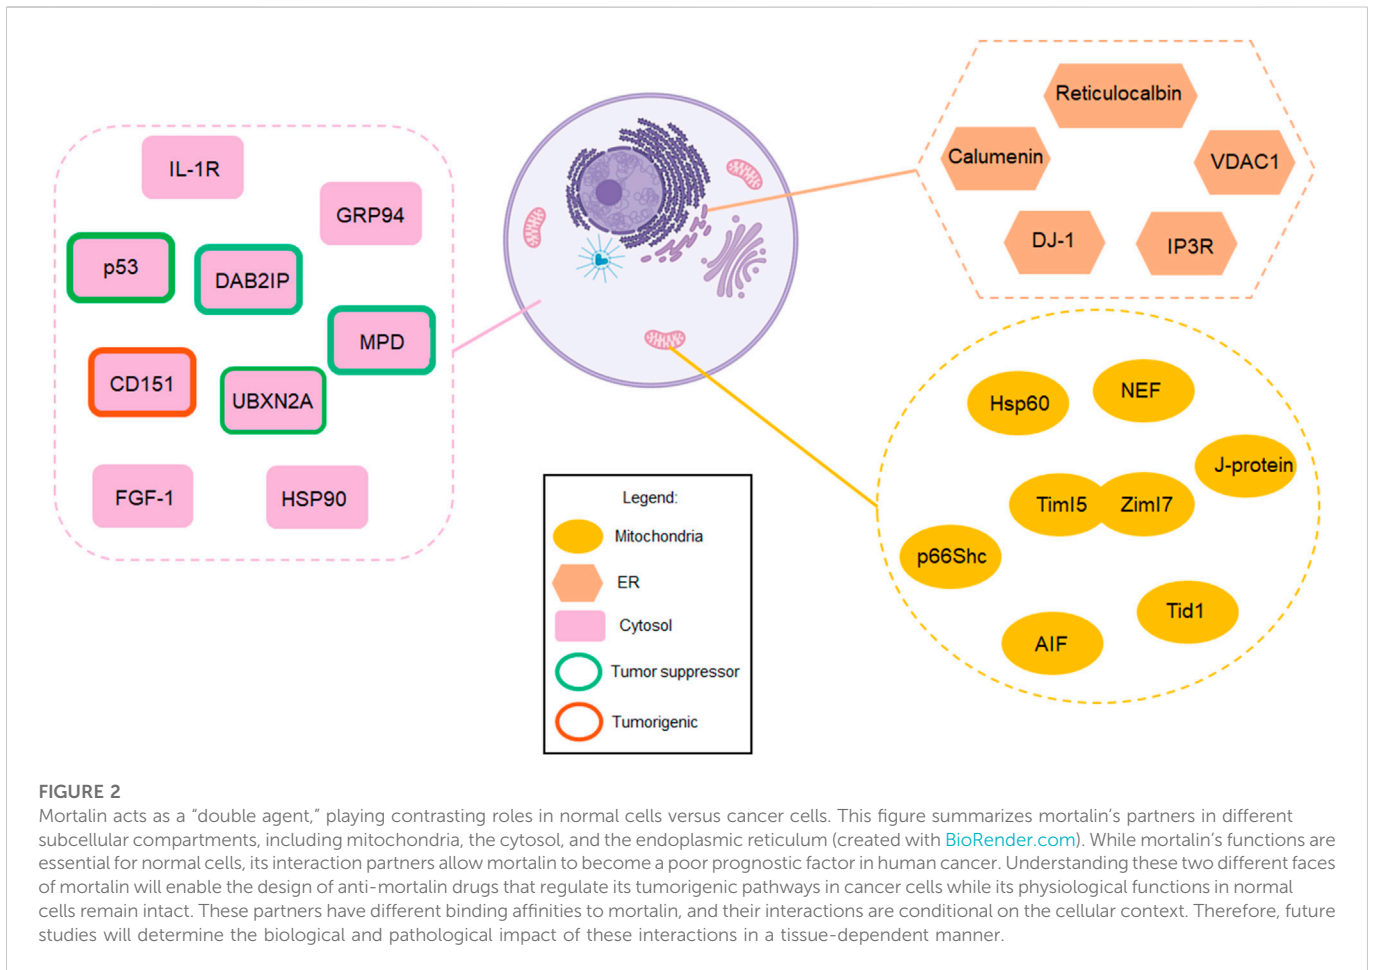 IL-1R
GRP94
p53
DAB2IP
MPD
CD151
UBXN2A
FGF-1
HSP90
Reticulocalbin
Calumenin
VDAC1
DJ-1
IP3R
Hsp60
NEF
J-protein
Timl5
Ziml7
p66Shc
Tid1
AIF
Legend:
Mitochondria
ER
Cytosol
Tumor suppressor
Tumorigenic
FIGURE 2
Mortalin acts as a “double agent,” playing contrasting roles in normal cells versus cancer cells. This figure summarizes mortalin’s partners in different
subcellular compartments, including mitochondria, the cytosol, and the endoplasmic reticulum (created with BioRender.com). While mortalin’s functions are
essential for normal cells, its interaction partners allow mortalin to become a poor prognostic factor in human cancer. Understanding these two different faces
of mortalin will enable the design of anti-mortalin drugs that regulate its tumorigenic pathways in cancer cells while its physiological functions in normal
cells remain intact. These partners have different binding affinities to mortalin, and their interactions are conditional on the cellular context. Therefore, future
studies will determine the biological and pathological impact of these interactions in a tissue-dependent manner.